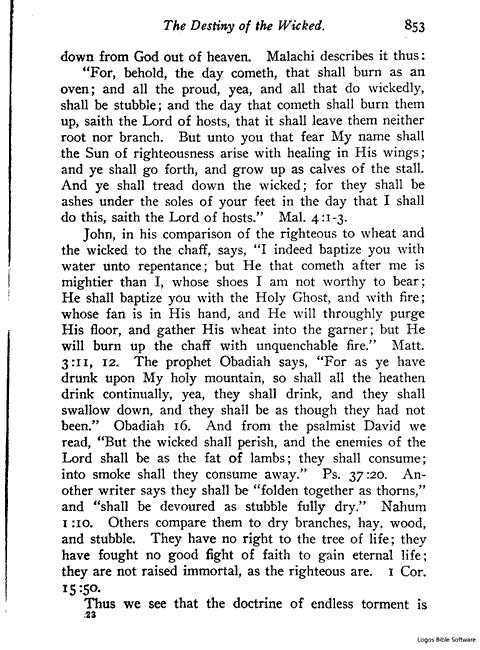 The Destiny of the Wicked. 853
down from God out of heaven. Malachi describes it thus:
"For, behold, the day cometh, that shall burn as an
oven; and all the proud, yea, and all that do wickedly,
shall be stubble; and the day that cometh shall burn them
up, saith the Lord of hosts, that it shall leave them neither
root nor branch. But unto you that fear My name shall
the Sun of righteousness arise with healing in His wings;
and ye shall go forth, and grow up as calves of the stall.
And ye shall tread down the wicked; for they shall be
ashes under the soles of your feet in the day that I shall
do this, saith the Lord of hosts." Mal. 4:1-3.
John, in his comparison of the righteous to wheat and
the wicked to the chaff, says, "I indeed baptize you with
water unto repentance; but He that cometh after me is
mightier than I, whose shoes I am not worthy to bear;
He shall baptize you with the Holy Ghost, and with fire;
whose fan is in His hand, and He will throughly purge
His floor, and gather His wheat into the garner; but He
will burn up the chaff with unquenchable fire." Matt.
3:11, 12. The prophet Obadiah says, "For as ye have
drunk upon My holy mountain, so shall all the heathen
drink continually, yea, they shall drink, and they shall
swallow down, and they shall be as though they had not
been." Obadiah 16. And from the psalmist David we
read, "But the wicked shall perish, and the enemies of the
Lord shall be as the fat of lambs; they shall consume;
into smoke shall they consume away." Ps. 37:20. An-
other writer says they shall be "folden together as thorns,"
and "shall be devoured as stubble fully dry." Nahum
1:10. Others compare them to dry branches, hay, wood,
and stubble. They have no right to the tree of life; they
have fought no good fight of faith to gain eternal life;
they are not raised immortal, as the righteous are. 1 Cor.
15:50.
Thus we see that the doctrine of endless torment is
23
Logos Bible Software